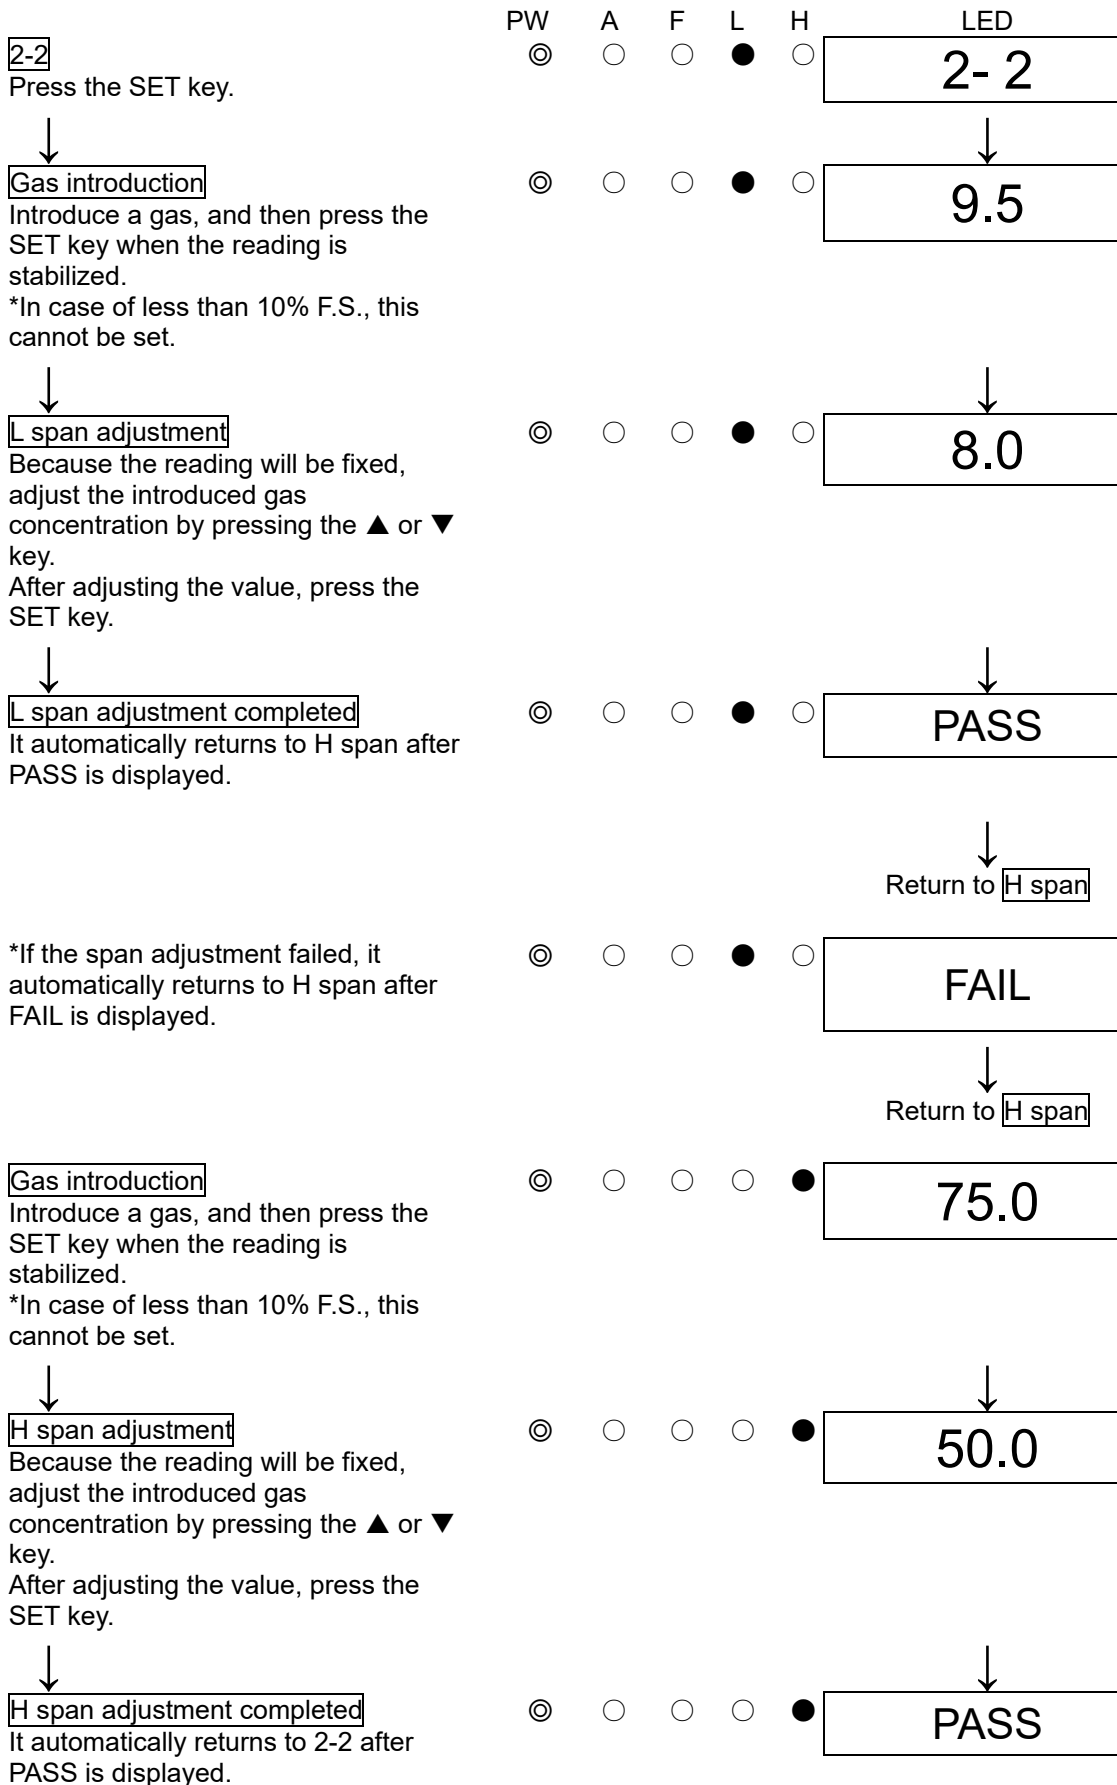 PW A F L H LED
2-2 ◎ ○ ○ ● ○ 2- 2
Press the SET key.
↓ ↓
Gas introduction ◎ ○ ○ ● ○ 9.5
Introduce a gas, and then press the
SET key when the reading is
stabilized.
*In case of less than 10% F.S., this
cannot be set.
↓ ↓
L span adjustment ◎ ○ ○ ● ○ 8.0
Because the reading will be fixed,
adjust the introduced gas
concentration by pressing the ▲ or ▼
key.
After adjusting the value, press the
SET key.
↓ ↓
L span adjustment completed ◎ ○ ○ ● ○ PASS
It automatically returns to H span after
PASS is displayed.
↓
Return to H span
*If the span adjustment failed, it ◎ ○ ○ ● ○ FAIL
automatically returns to H span after
FAIL is displayed.
↓
Return to H span
Gas introduction ◎ ○ ○ ○ ● 75.0
Introduce a gas, and then press the
SET key when the reading is
stabilized.
*In case of less than 10% F.S., this
cannot be set.
↓ ↓
H span adjustment ◎ ○ ○ ○ ● 50.0
Because the reading will be fixed,
adjust the introduced gas
concentration by pressing the ▲ or ▼
key.
After adjusting the value, press the
SET key.
↓ ↓
H span adjustment completed ◎ ○ ○ ○ ● PASS
It automatically returns to 2-2 after
PASS is displayed.